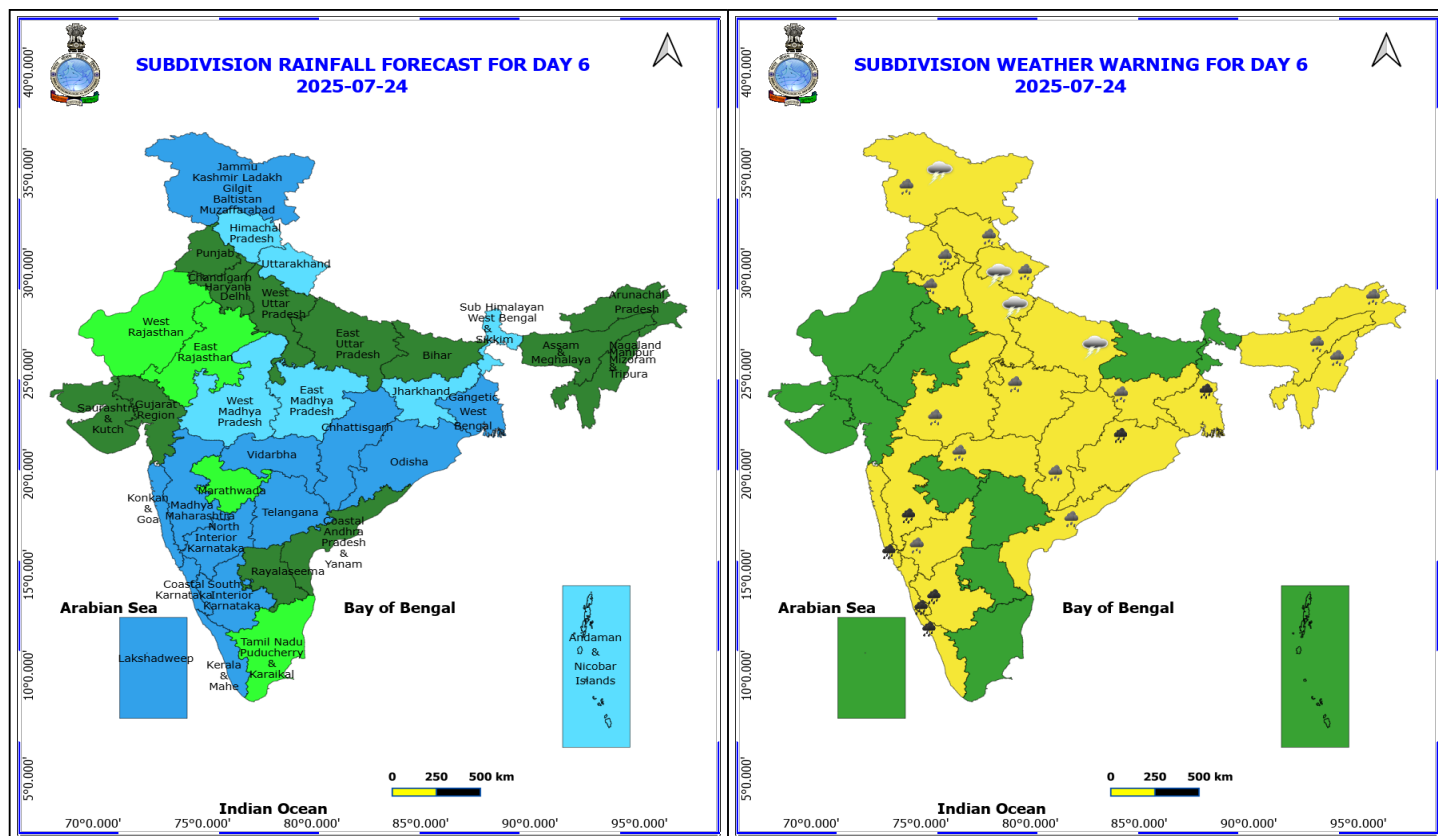 SUBDIVISION RAINFALL FORECAST FOR DAY 6
2025-07-24
40°0.000'
35°0.000'
30°0.000'
25°0.000'
20°0.000'
15°0.000'
10°0.000'
5°0.000'
Jammu
Kashmir Ladakh
Gilgit
Baltistan
Muzaffarabad
Himachal
Pradesh
Punjab
Uttarakhand
Chandigarh
Haryana
Delhi
West
Uttar
Pradesh
West
Rajasthan
East
Rajasthan
East
Uttar
Pradesh
Bihar
Sub Himalayan
West Bengal
&
Sikkim
Arunachal
Pradesh
Assam
&
Meghalaya
Nagaland
Manipur
Mizoram
&
Tripura
Saurashtra
&
Kutch
Gujarat
Region
West
Madhya
Pradesh
East
Madhya
Pradesh
Jharkhand
Gangetic
West
Bengal
Chhattisgarh
Vidarbha
Odisha
Konkan
&
Goa
Madhya
Maharashtra
Marathwada
North
Interior
Karnataka
Telangana
Coastal
Andhra
Pradesh
&
Yanam
Rayalaseema
Coastal
Karnataka
South
Interior
Karnataka
Arabian Sea
Bay of Bengal
Lakshadweep
Kerala
&
Mahe
Tamil Nadu
Puducherry
&
Karaikal
Andaman
&
Nicobar
Islands
0 250 500 km
Indian Ocean
70°0.000' 75°0.000' 80°0.000' 85°0.000' 90°0.000' 95°0.000'
SUBDIVISION WEATHER WARNING FOR DAY 6
2025-07-24
40°0.000'
35°0.000'
30°0.000'
25°0.000'
20°0.000'
15°0.000'
10°0.000'
5°0.000'
Arabian Sea
Bay of Bengal
0 250 500 km
Indian Ocean
70°0.000' 75°0.000' 80°0.000' 85°0.000' 90°0.000' 95°0.000'